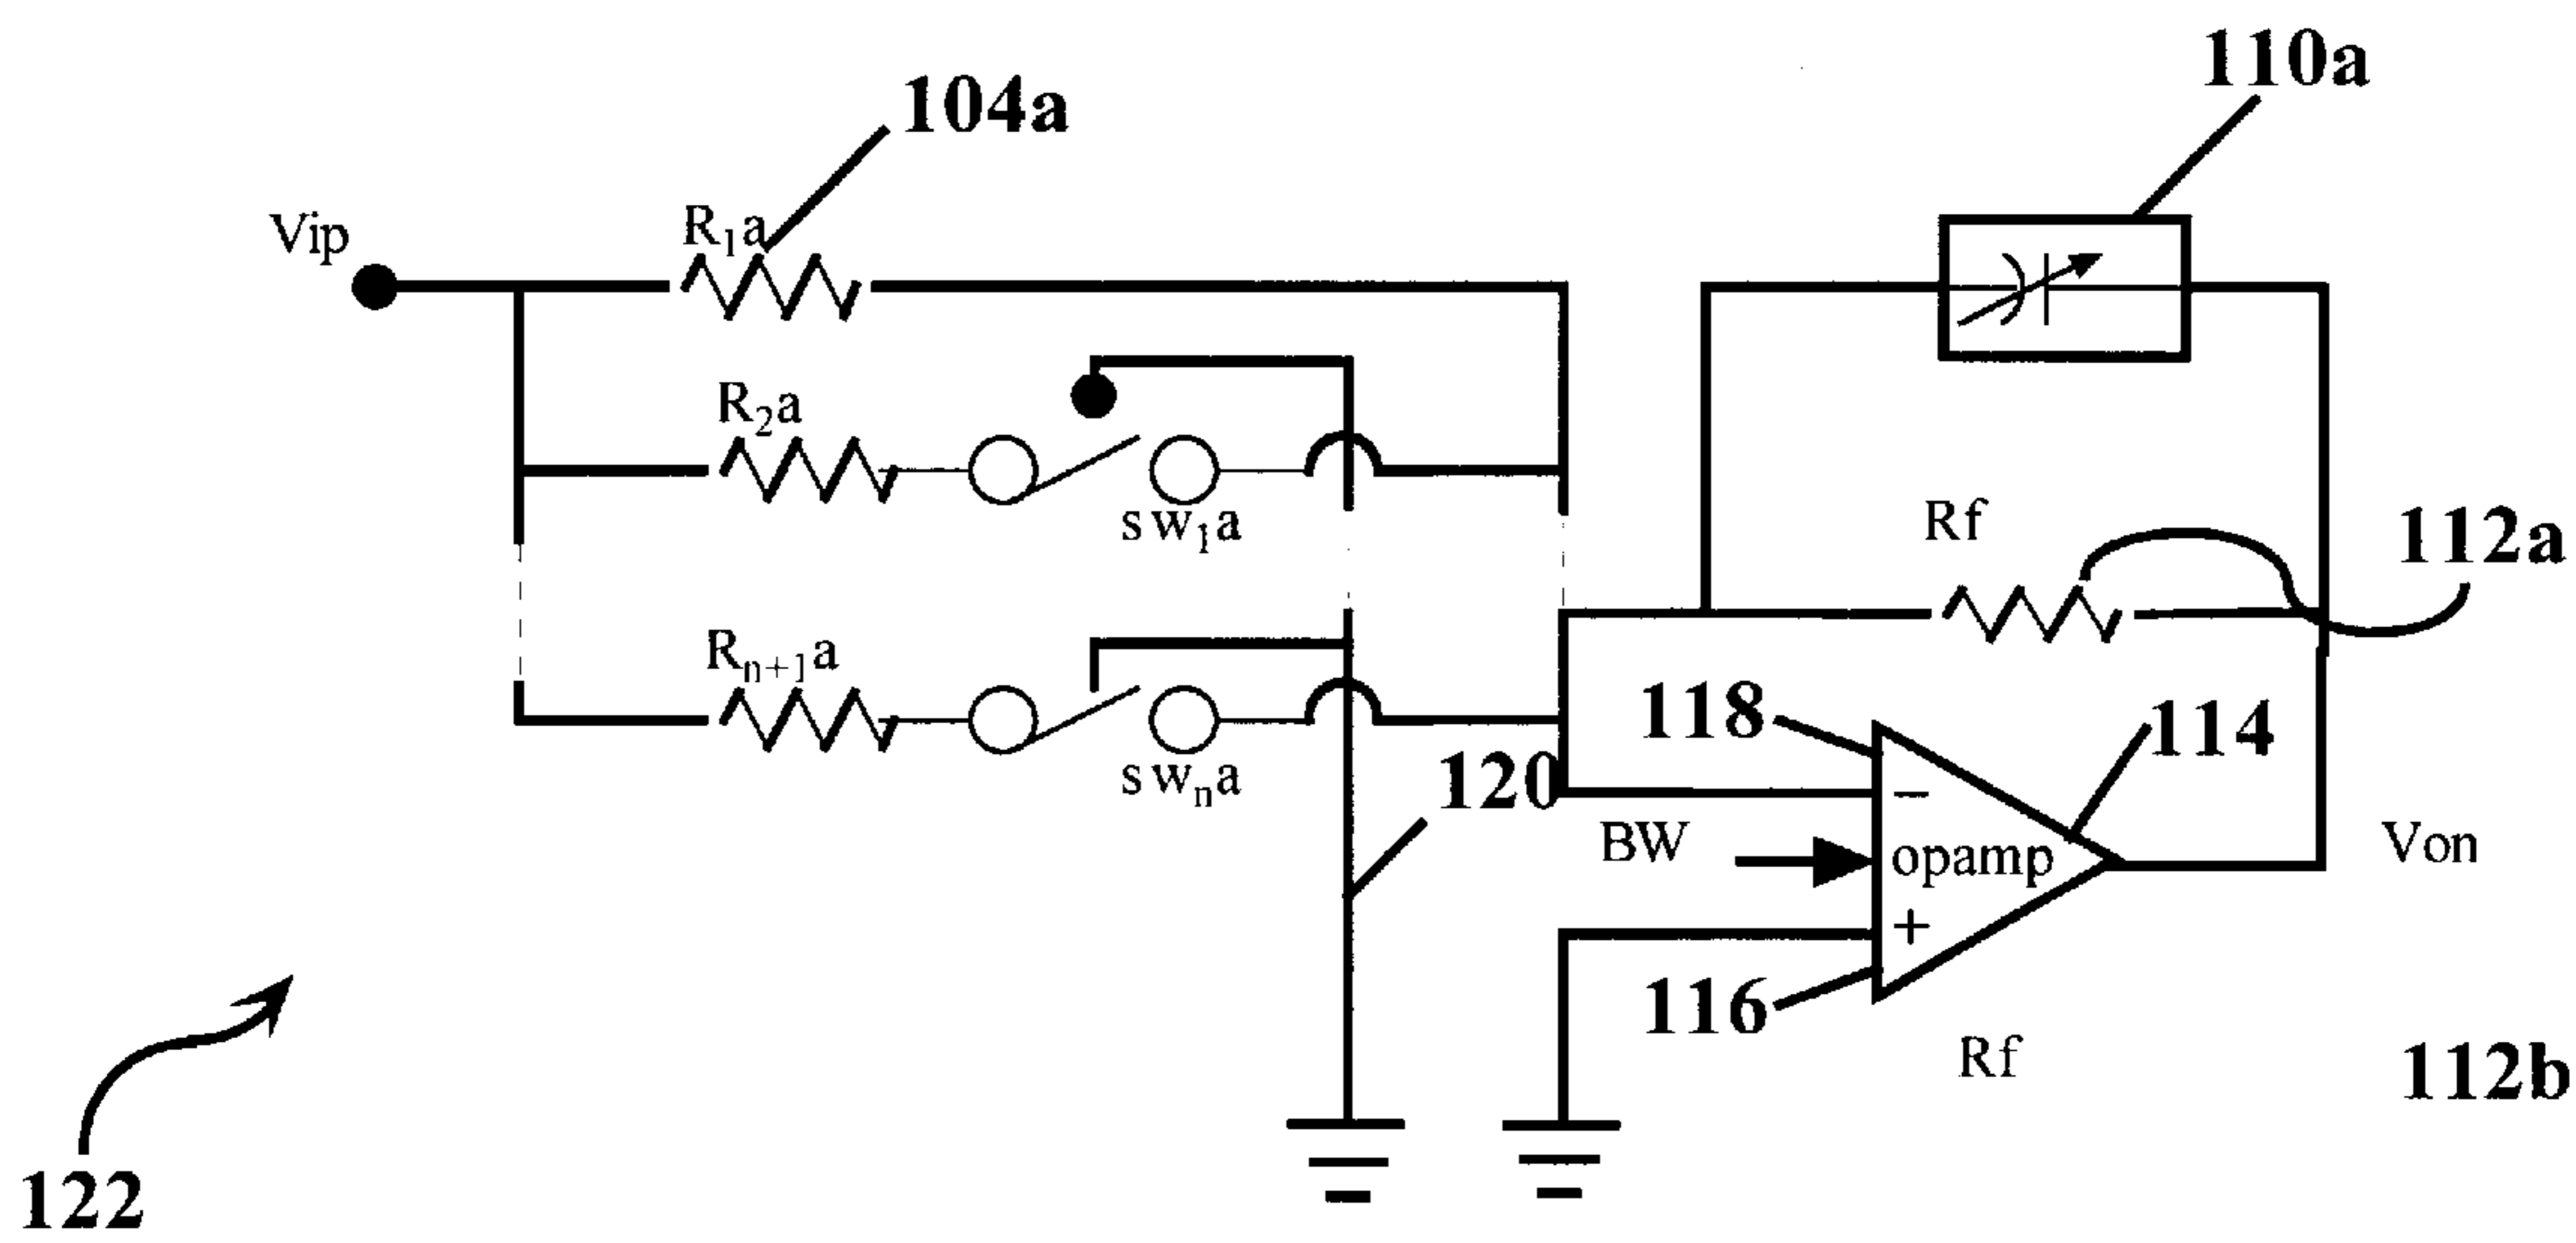 110a
104a
Vip
R₁a
R₂a
sw₁a
Rf
112a
Rₙ₊₁a
swₙa
118
114
120
−
BW
opamp
Von
+
116
Rf
112b
122